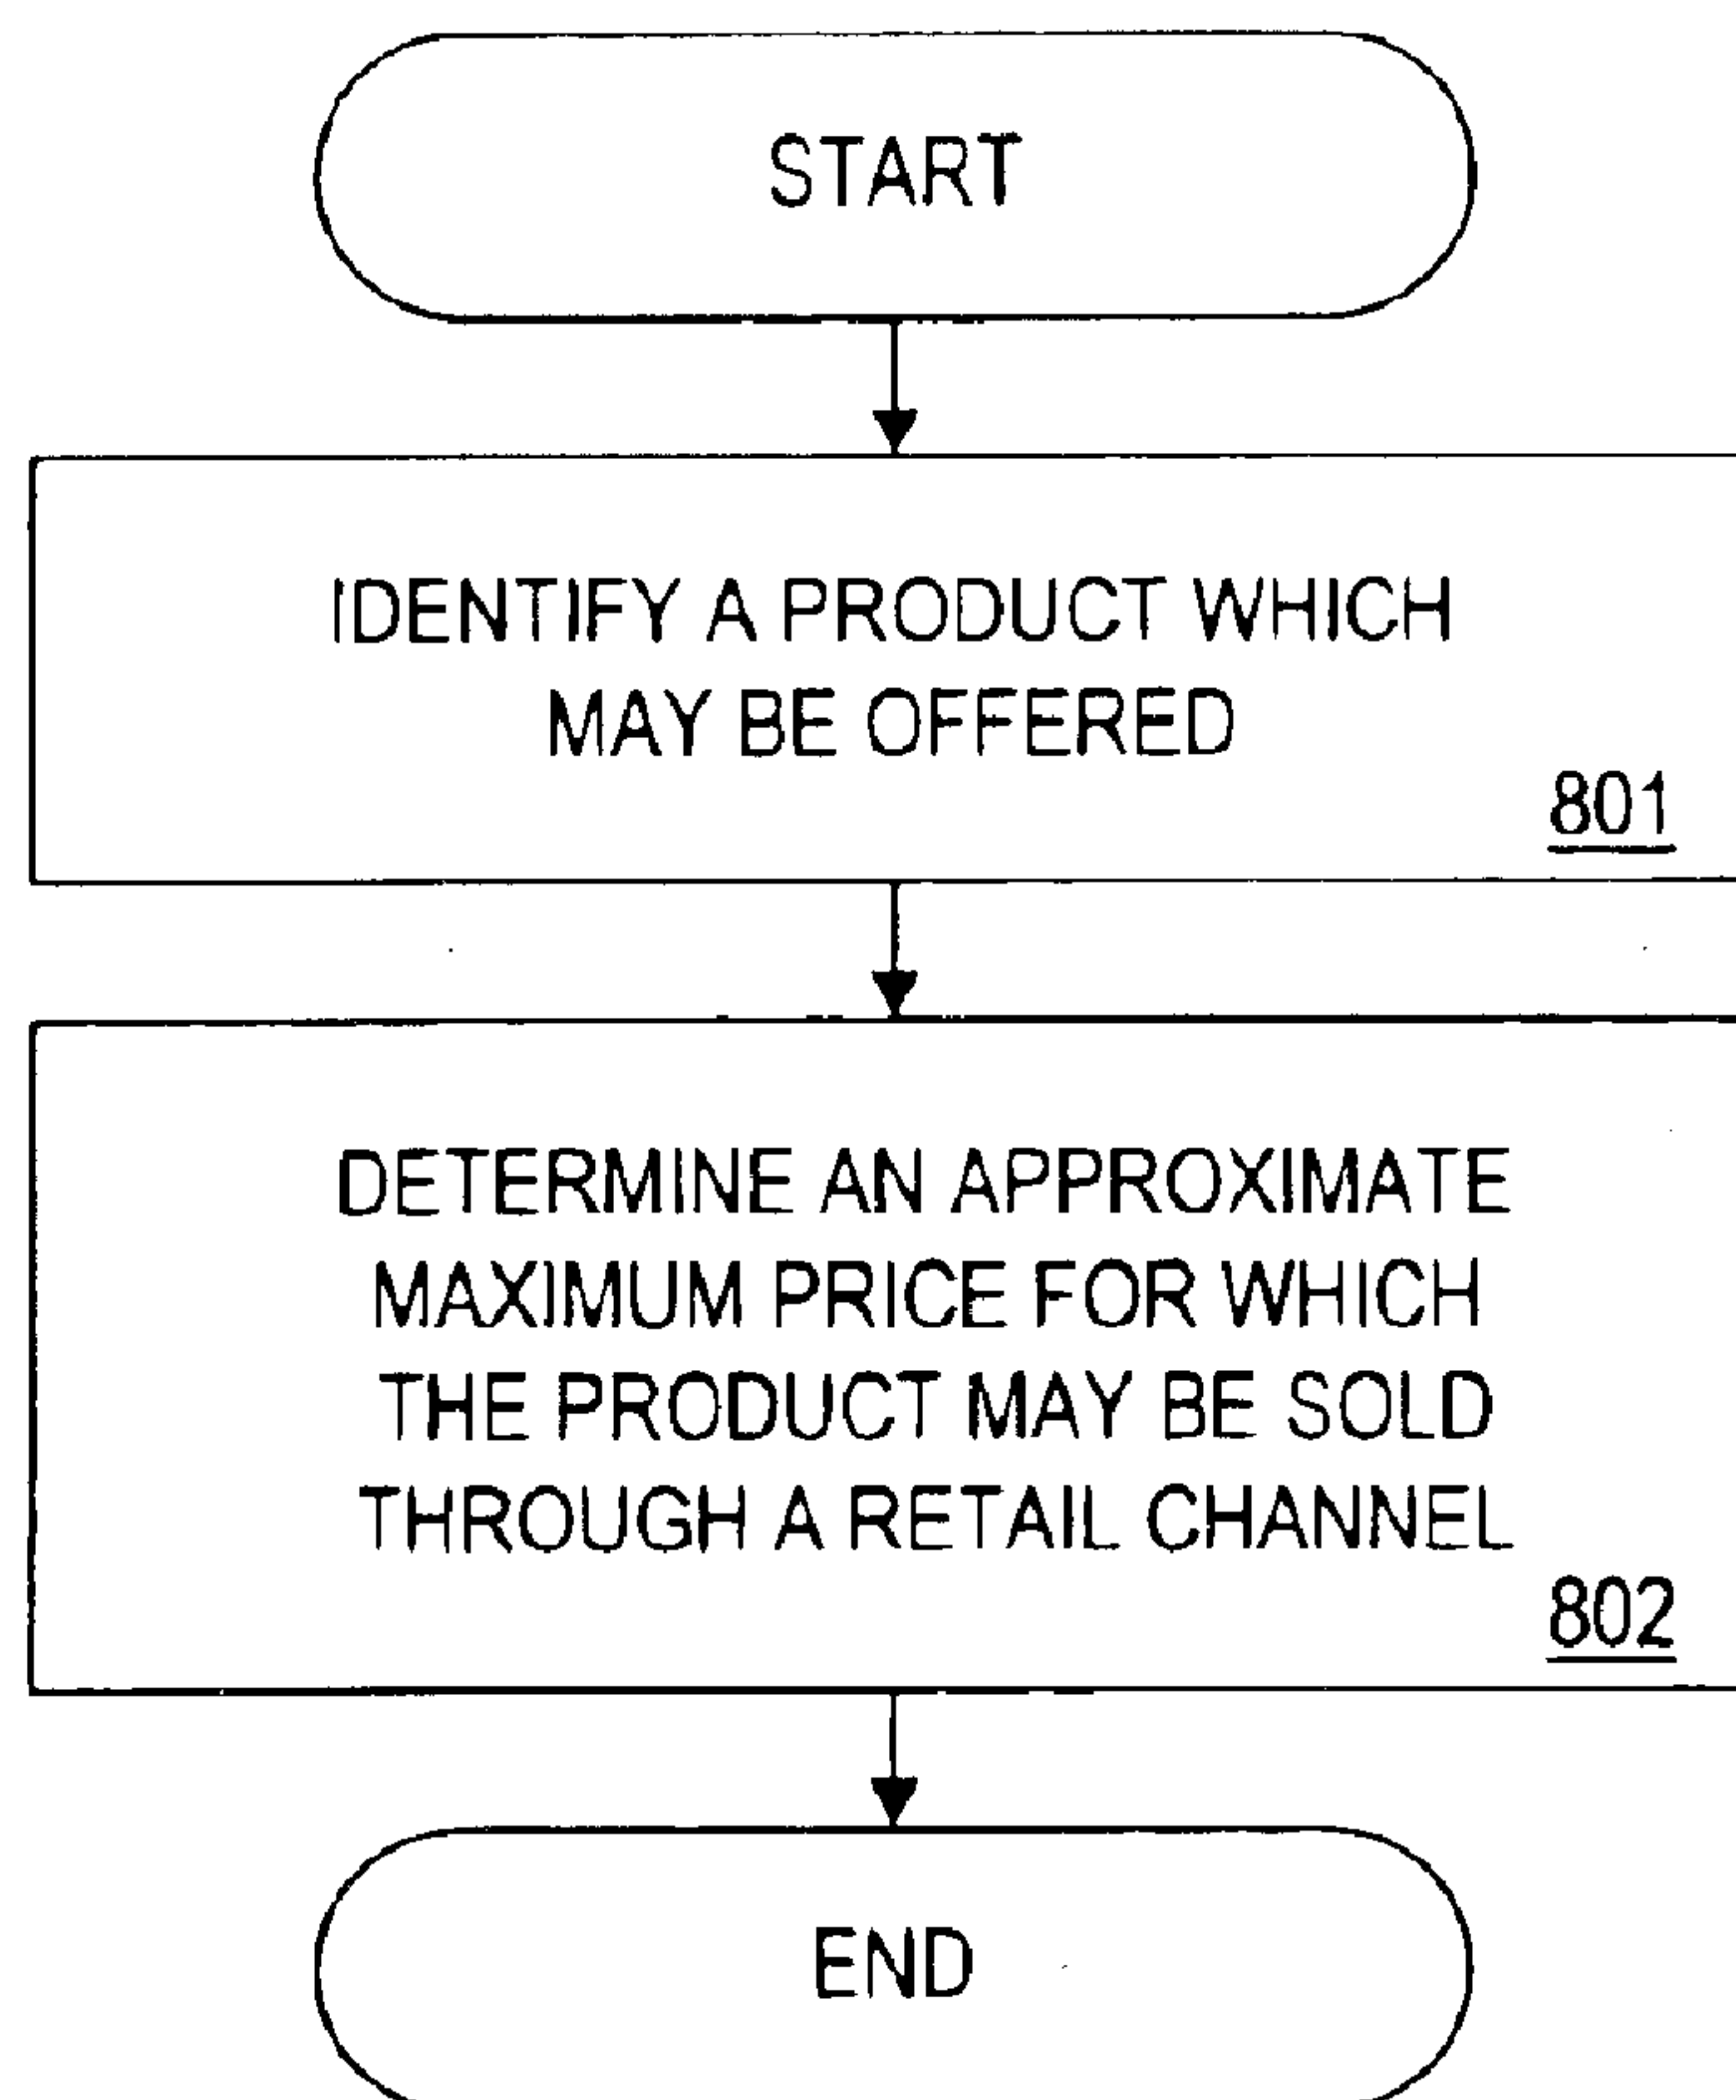 START
IDENTIFY A PRODUCT WHICH
MAY BE OFFERED
801
DETERMINE AN APPROXIMATE
MAXIMUM PRICE FOR WHICH
THE PRODUCT MAY BE SOLD
THROUGH A RETAIL CHANNEL
802
END